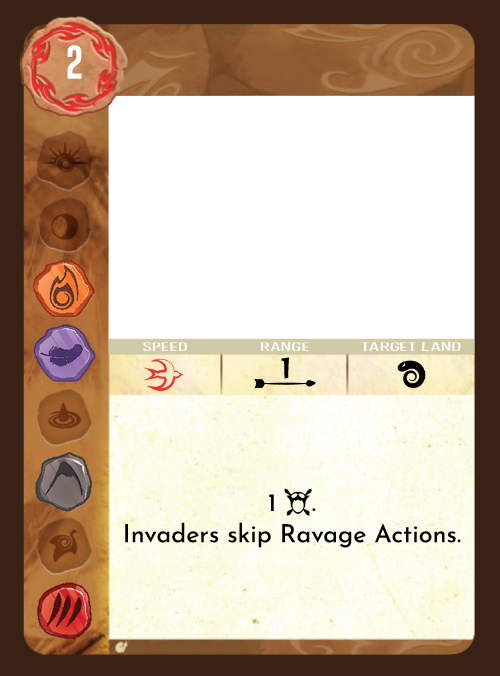 2
SPEED
RANGE
TARGET LAND
1
1 .
Invaders skip Ravage Actions.